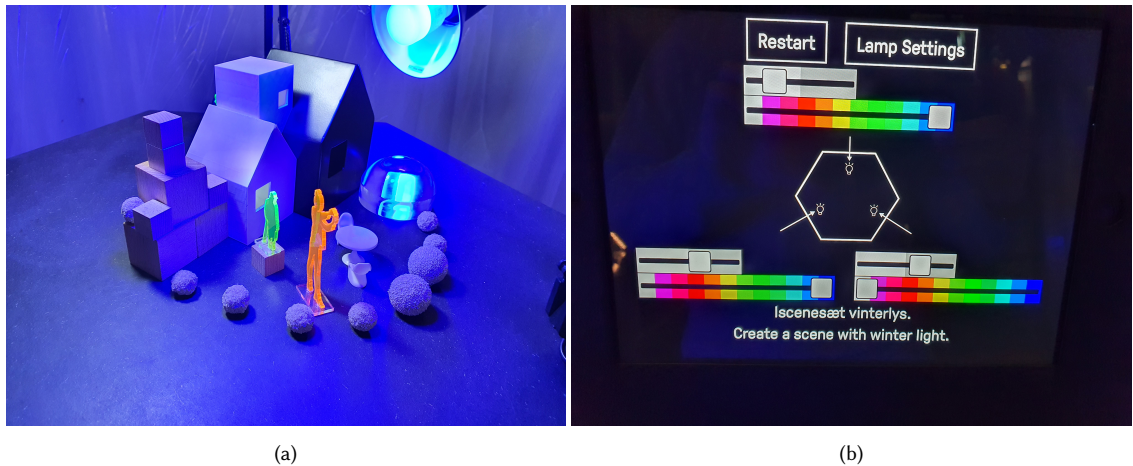 Restart
Lamp Settings
Iscenesæt vinterlys.
Create a scene with winter light.
(a)
(b)